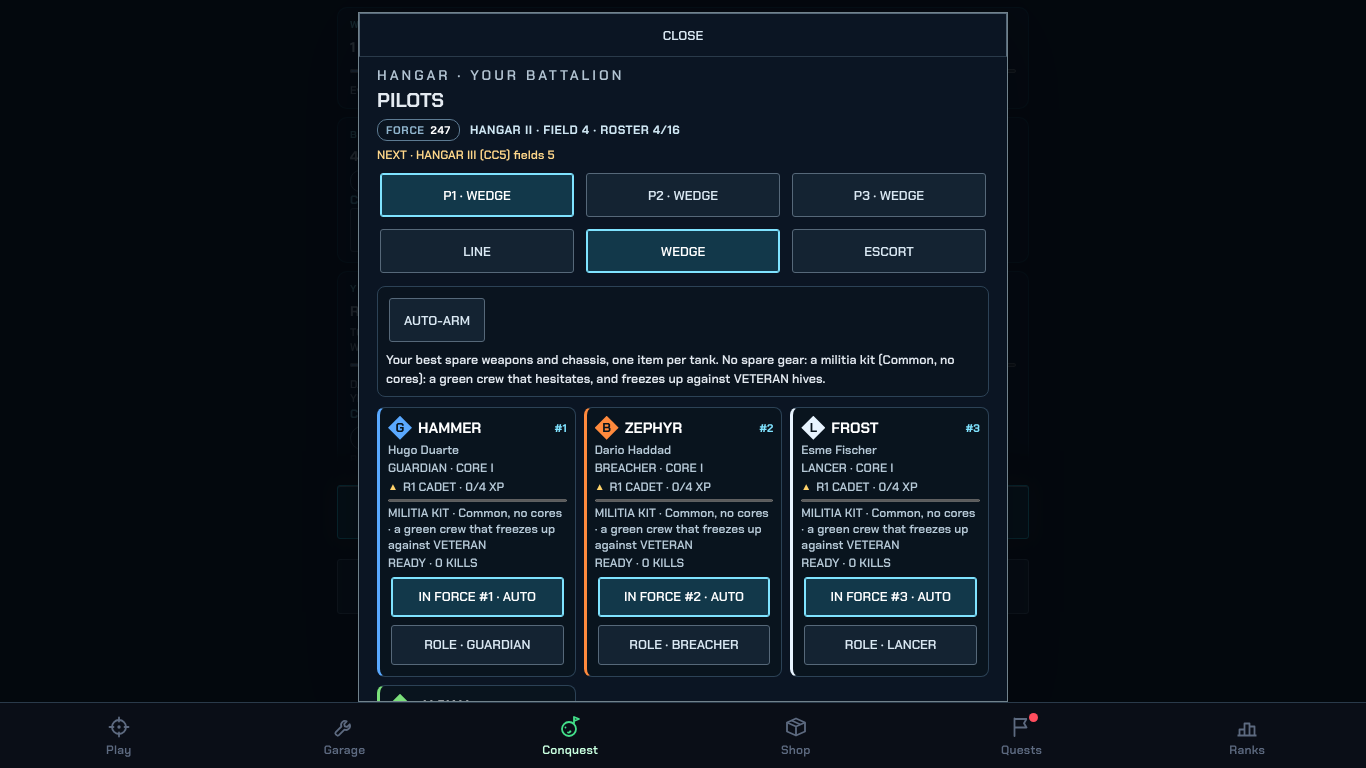 CLOSE
HANGAR · YOUR BATTALION
PILOTS
FORCE 247 HANGAR II · FIELD 4 · ROSTER 4/16
NEXT · HANGAR III (CC5) fields 5
P1 · WEDGE P2 · WEDGE P3 · WEDGE
LINE WEDGE ESCORT
AUTO-ARM
Your best spare weapons and chassis, one item per tank. No spare gear: a militia kit (Common, no
cores): a green crew that hesitates, and freezes up against VETERAN hives.
G HAMMER #1
Hugo Duarte
GUARDIAN · CORE I
▲ R1 CADET · 0/4 XP
MILITIA KIT · Common, no cores
· a green crew that freezes up
against VETERAN
READY · 0 KILLS
IN FORCE #1 · AUTO
ROLE · GUARDIAN
B ZEPHYR #2
Dario Haddad
BREACHER · CORE I
▲ R1 CADET · 0/4 XP
MILITIA KIT · Common, no cores
· a green crew that freezes up
against VETERAN
READY · 0 KILLS
IN FORCE #2 · AUTO
ROLE · BREACHER
L FROST #3
Esme Fischer
LANCER · CORE I
▲ R1 CADET · 0/4 XP
MILITIA KIT · Common, no cores
· a green crew that freezes up
against VETERAN
READY · 0 KILLS
IN FORCE #3 · AUTO
ROLE · LANCER
Play Garage Conquest Shop Quests Ranks